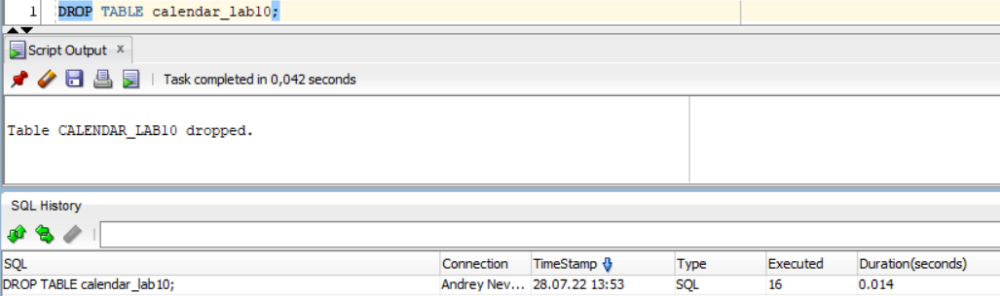 1 DROP TABLE calendar_lab10;
Script Output x
Task completed in 0,042 seconds
Table CALENDAR_LAB10 dropped.
SQL History
SQL Connection TimeStamp Type Executed Duration(seconds)
DROP TABLE calendar_lab10; Andrey Nev... 28.07.22 13:53 SQL 16 0.014